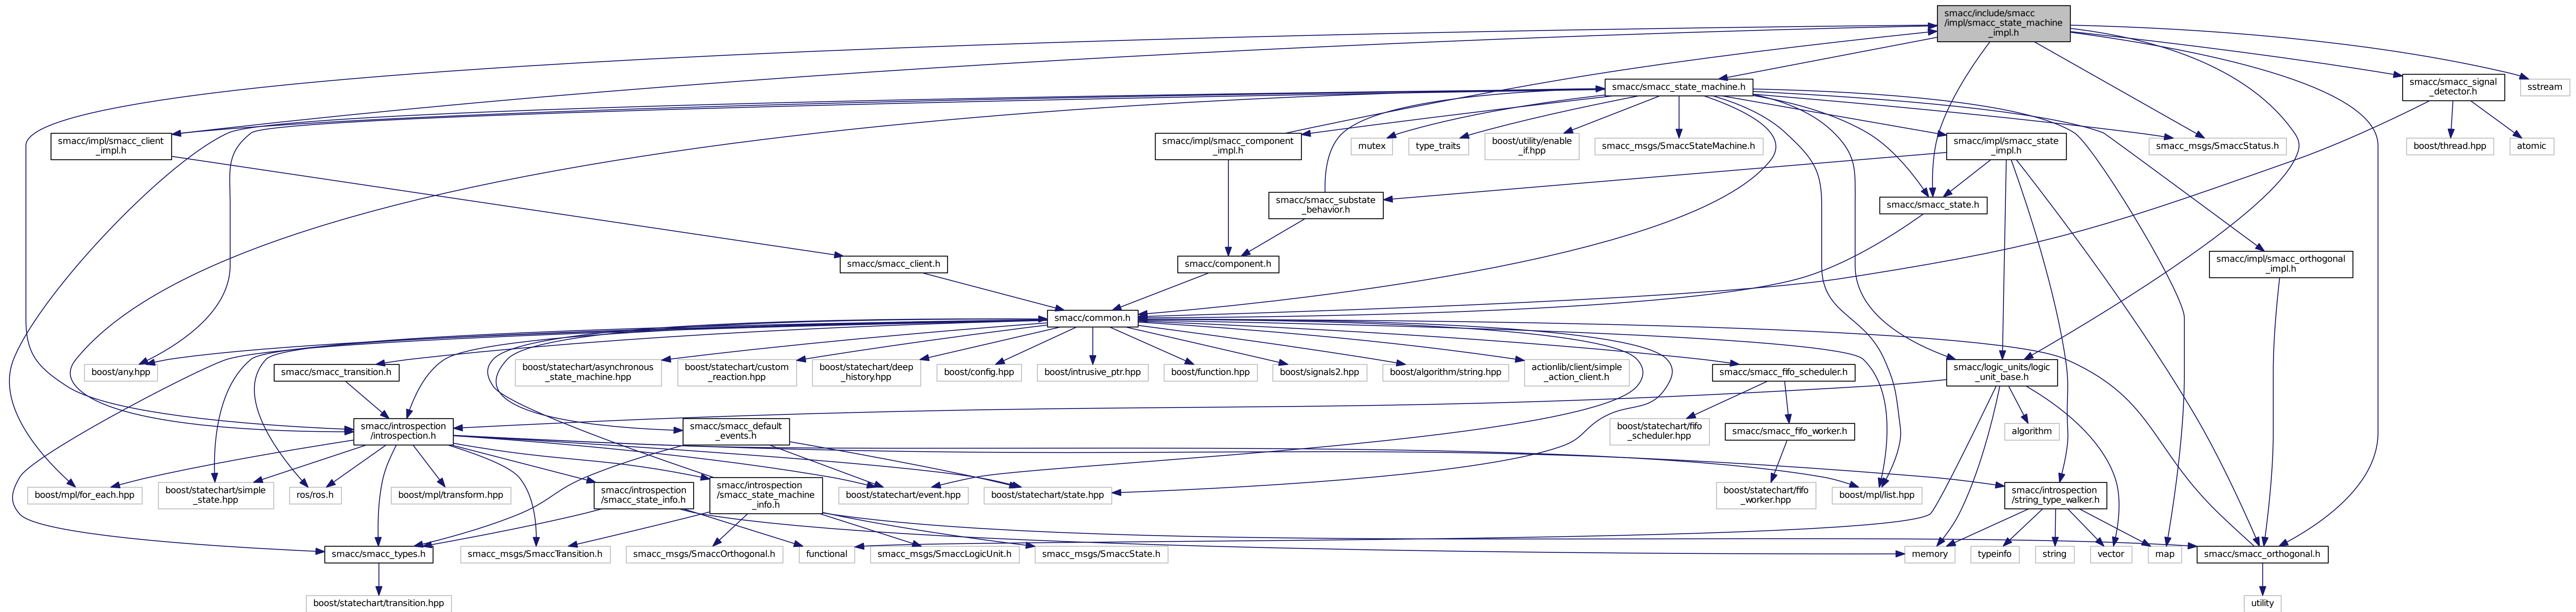 smacc/include/smacc
/impl/smacc_state_machine
_impl.h
smacc/smacc_state_machine.h
smacc/smacc_signal
_detector.h
sstream
smacc/impl/smacc_client
_impl.h
smacc/impl/smacc_component
_impl.h
mutex
type_traits
boost/utility/enable
_if.hpp
smacc_msgs/SmaccStateMachine.h
smacc/impl/smacc_state
_impl.h
smacc_msgs/SmaccStatus.h
boost/thread.hpp
atomic
smacc/smacc_substate
_behavior.h
smacc/smacc_state.h
smacc/smacc_client.h
smacc/component.h
smacc/impl/smacc_orthogonal
_impl.h
smacc/common.h
boost/any.hpp
smacc/smacc_transition.h
boost/statechart/asynchronous
_state_machine.hpp
boost/statechart/custom
_reaction.hpp
boost/statechart/deep
_history.hpp
boost/config.hpp
boost/intrusive_ptr.hpp
boost/function.hpp
boost/signals2.hpp
boost/algorithm/string.hpp
actionlib/client/simple
_action_client.h
smacc/smacc_fifo_scheduler.h
smacc/logic_units/logic
_unit_base.h
smacc/introspection
/introspection.h
smacc/smacc_default
_events.h
boost/statechart/fifo
_scheduler.hpp
smacc/smacc_fifo_worker.h
algorithm
boost/mpl/for_each.hpp
boost/statechart/simple
_state.hpp
ros/ros.h
boost/mpl/transform.hpp
smacc/introspection
/smacc_state_info.h
smacc/introspection
/smacc_state_machine
_info.h
boost/statechart/event.hpp
boost/statechart/state.hpp
boost/statechart/fifo
_worker.hpp
boost/mpl/list.hpp
smacc/introspection
/string_type_walker.h
smacc/smacc_types.h
smacc_msgs/SmaccTransition.h
smacc_msgs/SmaccOrthogonal.h
functional
smacc_msgs/SmaccLogicUnit.h
smacc_msgs/SmaccState.h
memory
typeinfo
string
vector
map
smacc/smacc_orthogonal.h
boost/statechart/transition.hpp
utility